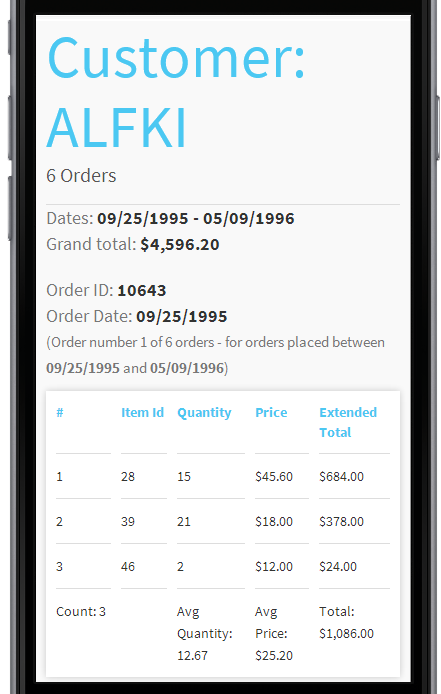 Customer:
ALFKI
6 Orders
Dates: 09/25/1995 - 05/09/1996
Grand total: $4,596.20
Order ID: 10643
Order Date: 09/25/1995
(Order number 1 of 6 orders - for orders placed between
09/25/1995 and 05/09/1996)
# Item Id Quantity Price Extended
Total
1 28 15 $45.60 $684.00
2 39 21 $18.00 $378.00
3 46 2 $12.00 $24.00
Count: 3 Avg Avg Total:
Quantity: Price: $1,086.00
12.67 $25.20